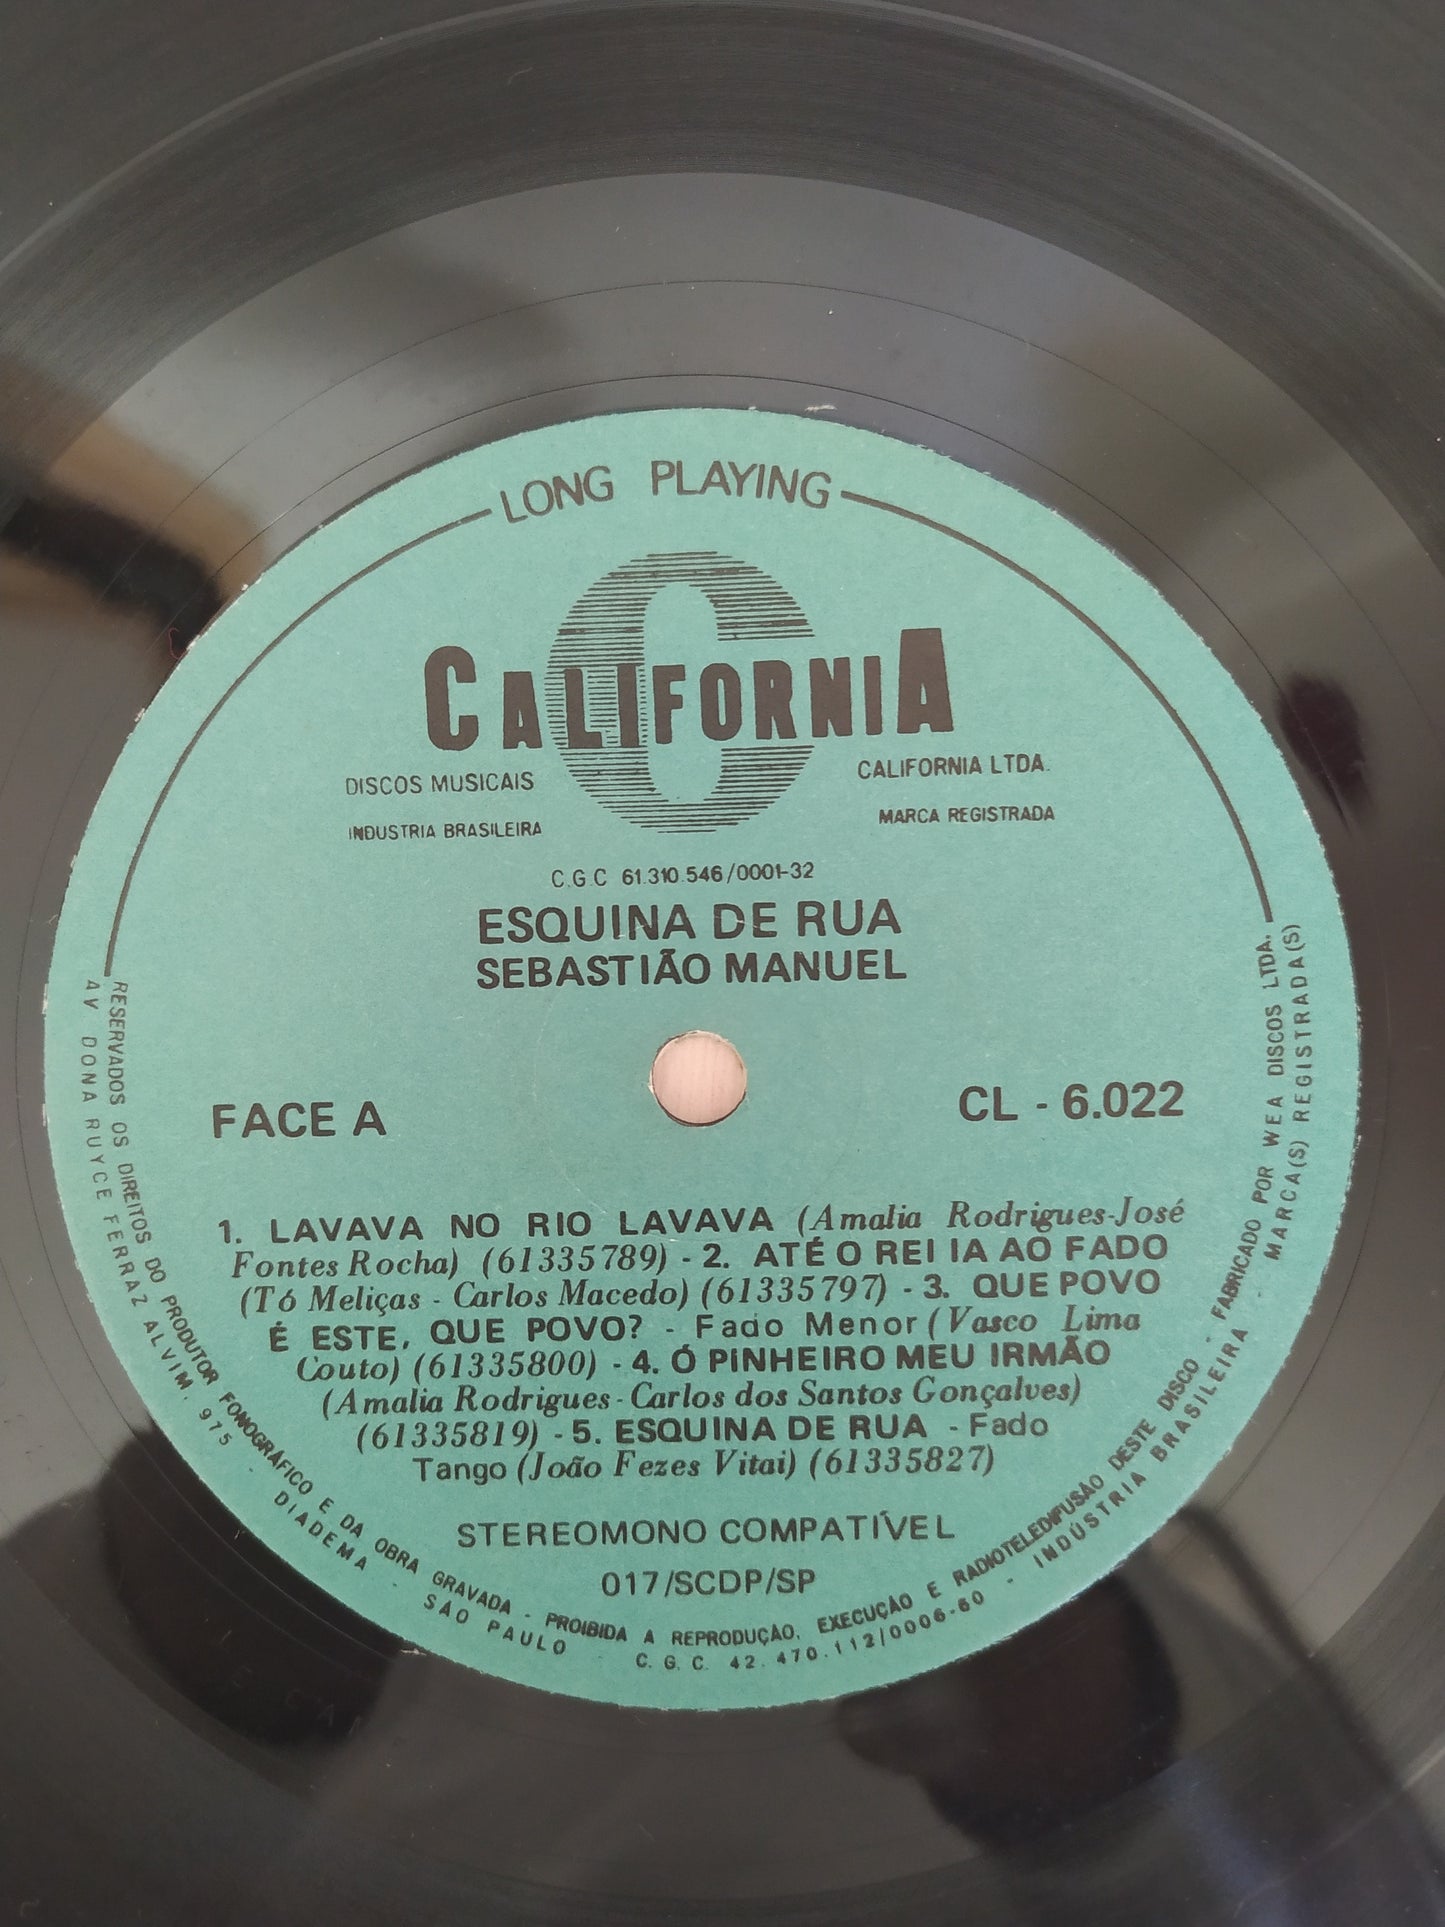 LONG PLAYING
CALIFORNIA
DISCOS MUSICAIS
CALIFORNIA LTDA.
INDUSTRIA BRASILEIRA
MARCA REGISTRADA
C.G.C 61.310.546/0001-32
ESQUINA DE RUA
SEBASTIÃO MANUEL
FACE A
CL - 6.022
1. LAVAVA NO RIO LAVAVA (Amalia Rodrigues-José
Fontes Rocha) (61335789) - 2. ATÉ O REI IA AO FADO
(Tó Meliças - Carlos Macedo) (61335797) - 3. QUE POVO
É ESTE, QUE POVO? - Fado Menor (Vasco Lima
Couto) (61335800) - 4. Ó PINHEIRO MEU IRMÃO
(Amalia Rodrigues - Carlos dos Santos Gonçalves)
(61335819) - 5. ESQUINA DE RUA - Fado
Tango (João Fezes Vitai) (61335827)
STEREOMONO COMPATIVEL
017/SCDP/SP
RESERVADOS OS DIREITOS DO PRODUTOR FONOGRÁFICO E DA OBRA GRAVADA - PROIBIDA A REPRODUÇÃO, EXECUÇÃO E RADIOTELEDIFUSÃO DESTE DISCO - FABRICADO POR WEA DISCOS LTDA.
AV DONA RUYCE FERRAZ ALVIM. 975 - DIADEMA - SÃO PAULO C. G. C. 42.470.112/0006-60 - INDÚSTRIA BRASILEIRA - MARCA(S) REGISTRADA(S)